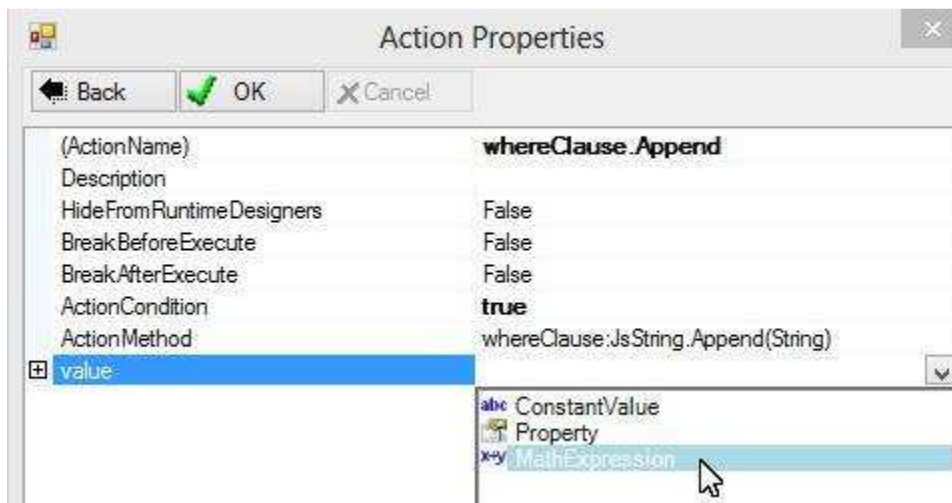 Action Properties
Back OK Cancel
(ActionName) whereClause.Append
Description
HideFromRuntimeDesigners False
BreakBeforeExecute False
BreakAfterExecute False
ActionCondition true
ActionMethod whereClause:JsString.Append(String)
value
abc ConstantValue
Property
x+y MathExpression